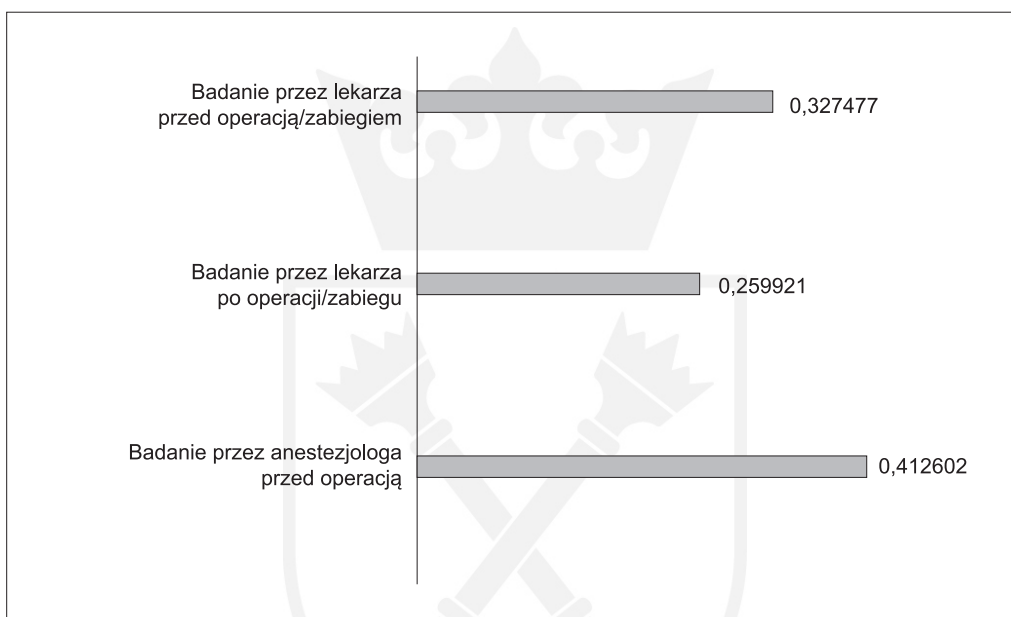 Badanie przez lekarza
przed operacją/zabiegiem
0,327477
Badanie przez lekarza
po operacji/zabiegu
0,259921
Badanie przez anestezjologa
przed operacją
0,412602